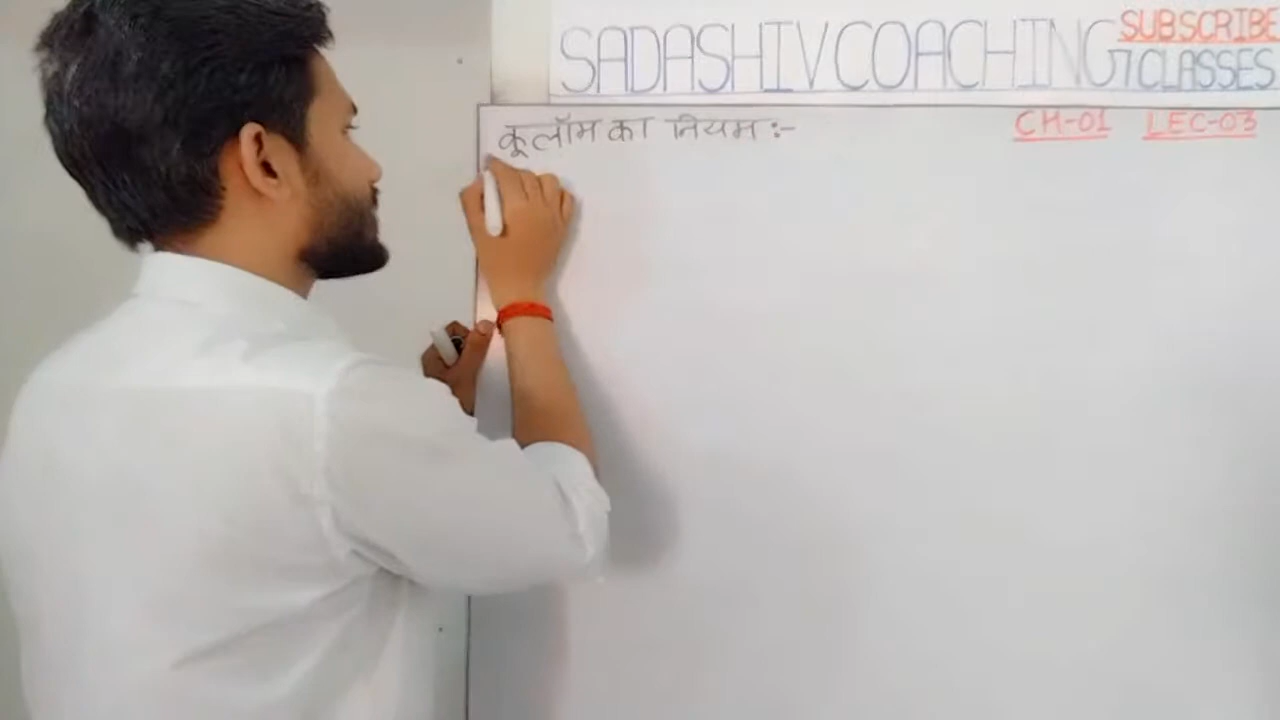 SADASHIV COACHING CLASSES
SUBSCRIBE
कूलॉम का नियम :-
CH-01 LEC-03